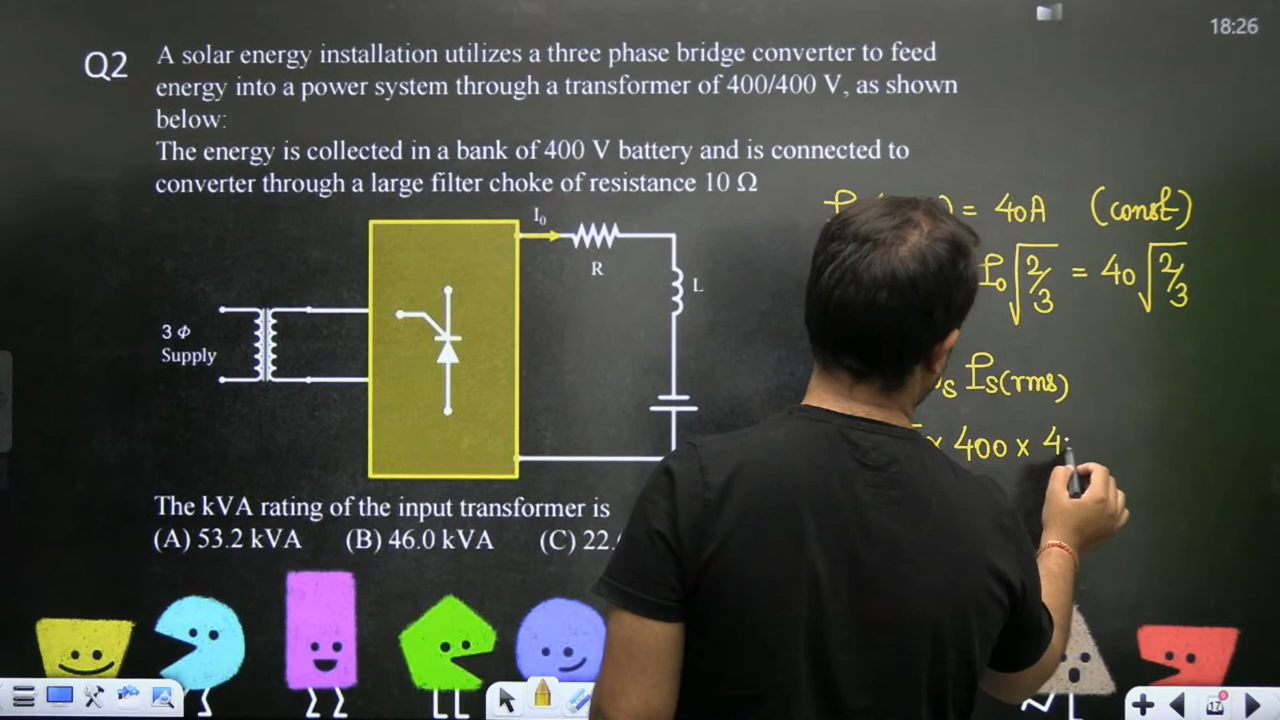 18:26
Q2
A solar energy installation utilizes a three phase bridge converter to feed
energy into a power system through a transformer of 400/400 V, as shown
below:
The energy is collected in a bank of 400 V battery and is connected to
converter through a large filter choke of resistance 10 Ω
I₀
R
L
3 Φ
Supply
The kVA rating of the input transformer is
(A) 53.2 kVA (B) 46.0 kVA (C) 22.
) = 40A (const)
I₀√2/3 = 40√2/3
s Is(rms)
× 400 × 4
17